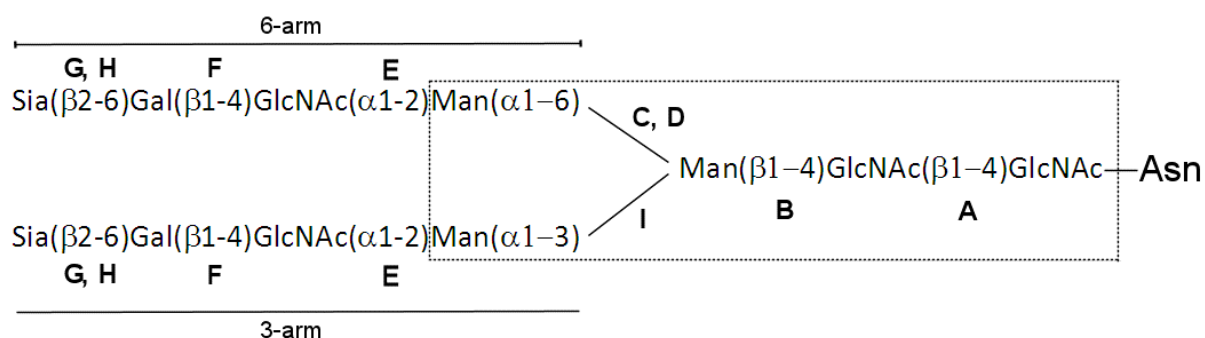 6-arm
G, H F E
Sia(β2-6)Gal(β1-4)GlcNAc(α1-2)Man(α1−6)
C, D
Man(β1−4)GlcNAc(β1−4)GlcNAc Asn
B A
I
Sia(β2-6)Gal(β1-4)GlcNAc(α1-2)Man(α1−3)
G, H F E
3-arm